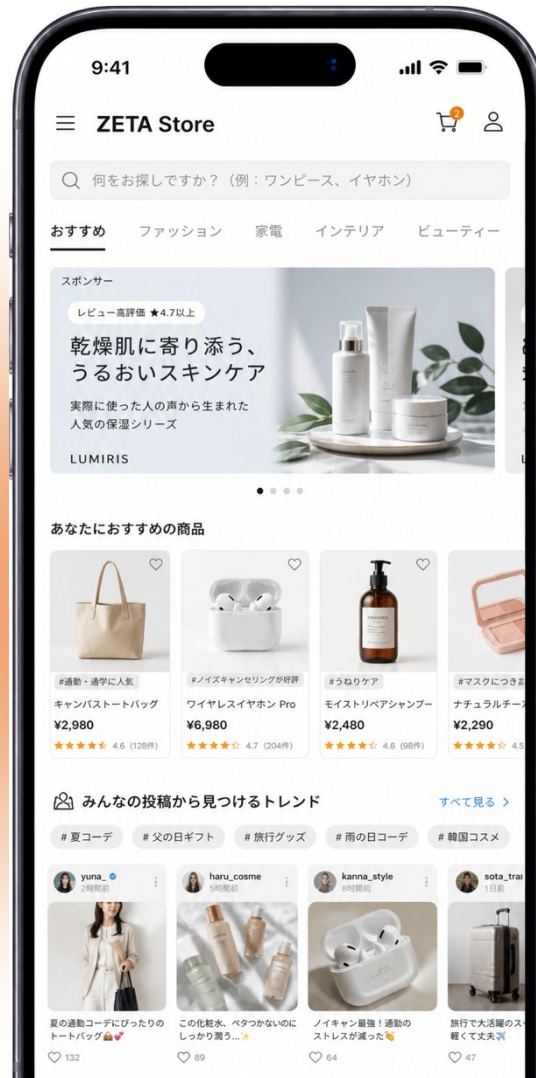 9:41
ZETA Store
2
何をお探しですか？（例：ワンピース、イヤホン）
おすすめ ファッション 家電 インテリア ビューティー
スポンサー
レビュー高評価 ★4.7以上
乾燥肌に寄り添う、
うるおいスキンケア
実際に使った人の声から生まれた
人気の保湿シリーズ
LUMIRIS
あなたにおすすめの商品
#通勤・通学に人気 #ノイズキャンセリングが好評 #うねりケア #マスクにつき
キャンバストートバッグ ワイヤレスイヤホン Pro モイストリペアシャンプー ナチュラルチー
¥2,980 ¥6,980 ¥2,480 ¥2,290
★★★★★ 4.6 (128件) ★★★★☆ 4.7 (204件) ★★★★☆ 4.6 (98件) ★★★★☆ 4.5
みんなの投稿から見つけるトレンド すべて見る >
# 夏コーデ # 父の日ギフト # 旅行グッズ # 雨の日コーデ # 韓国コスメ
yuna_ haru_cosme kanna_style sota_tra
2時間前 5時間前 8時間前 1日前
夏の通勤コーデにぴったりの この化粧水、ベタつかないのに ノイキャン最強！通勤の 旅行で大活躍のス
トートバッグ👜💕 しっかり潤う...✨ ストレスが減った👏 軽くて丈夫✈️
132 89 64 47